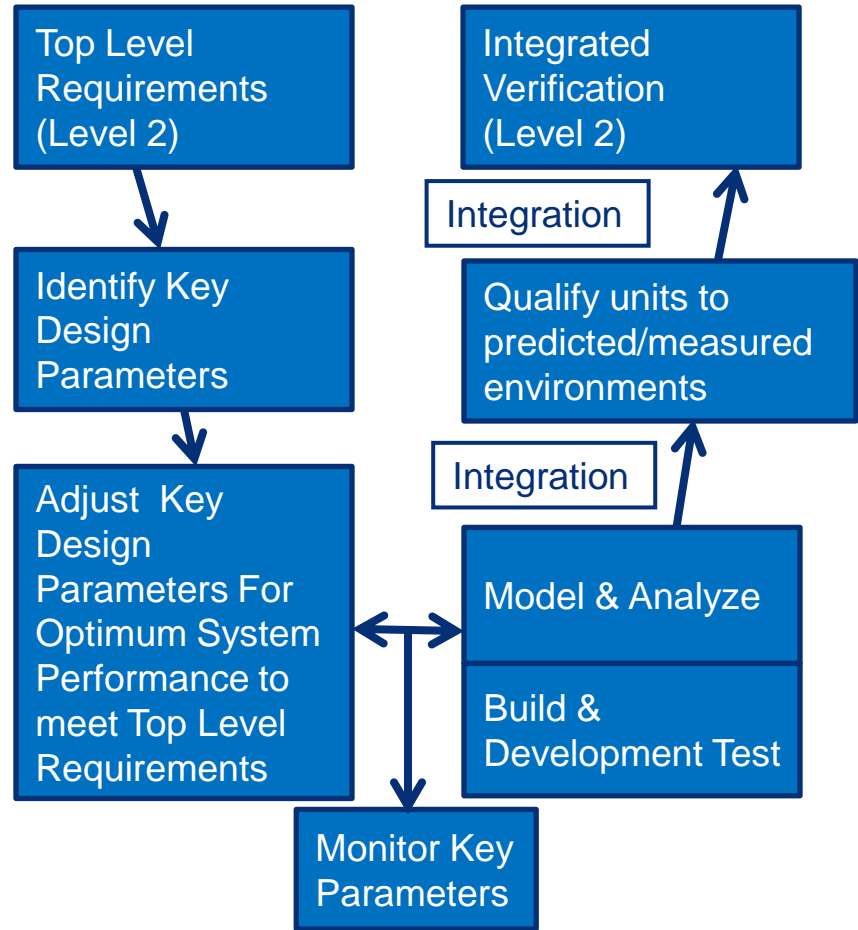 Top Level
Requirements
(Level 2)
Identify Key
Design
Parameters
Adjust  Key
Design
Parameters For
Optimum System
Performance to
meet Top Level
Requirements
Monitor Key
Parameters
Model & Analyze
Build &
Development Test
Integration
Qualify units to
predicted/measured
environments
Integration
Integrated
Verification
(Level 2)